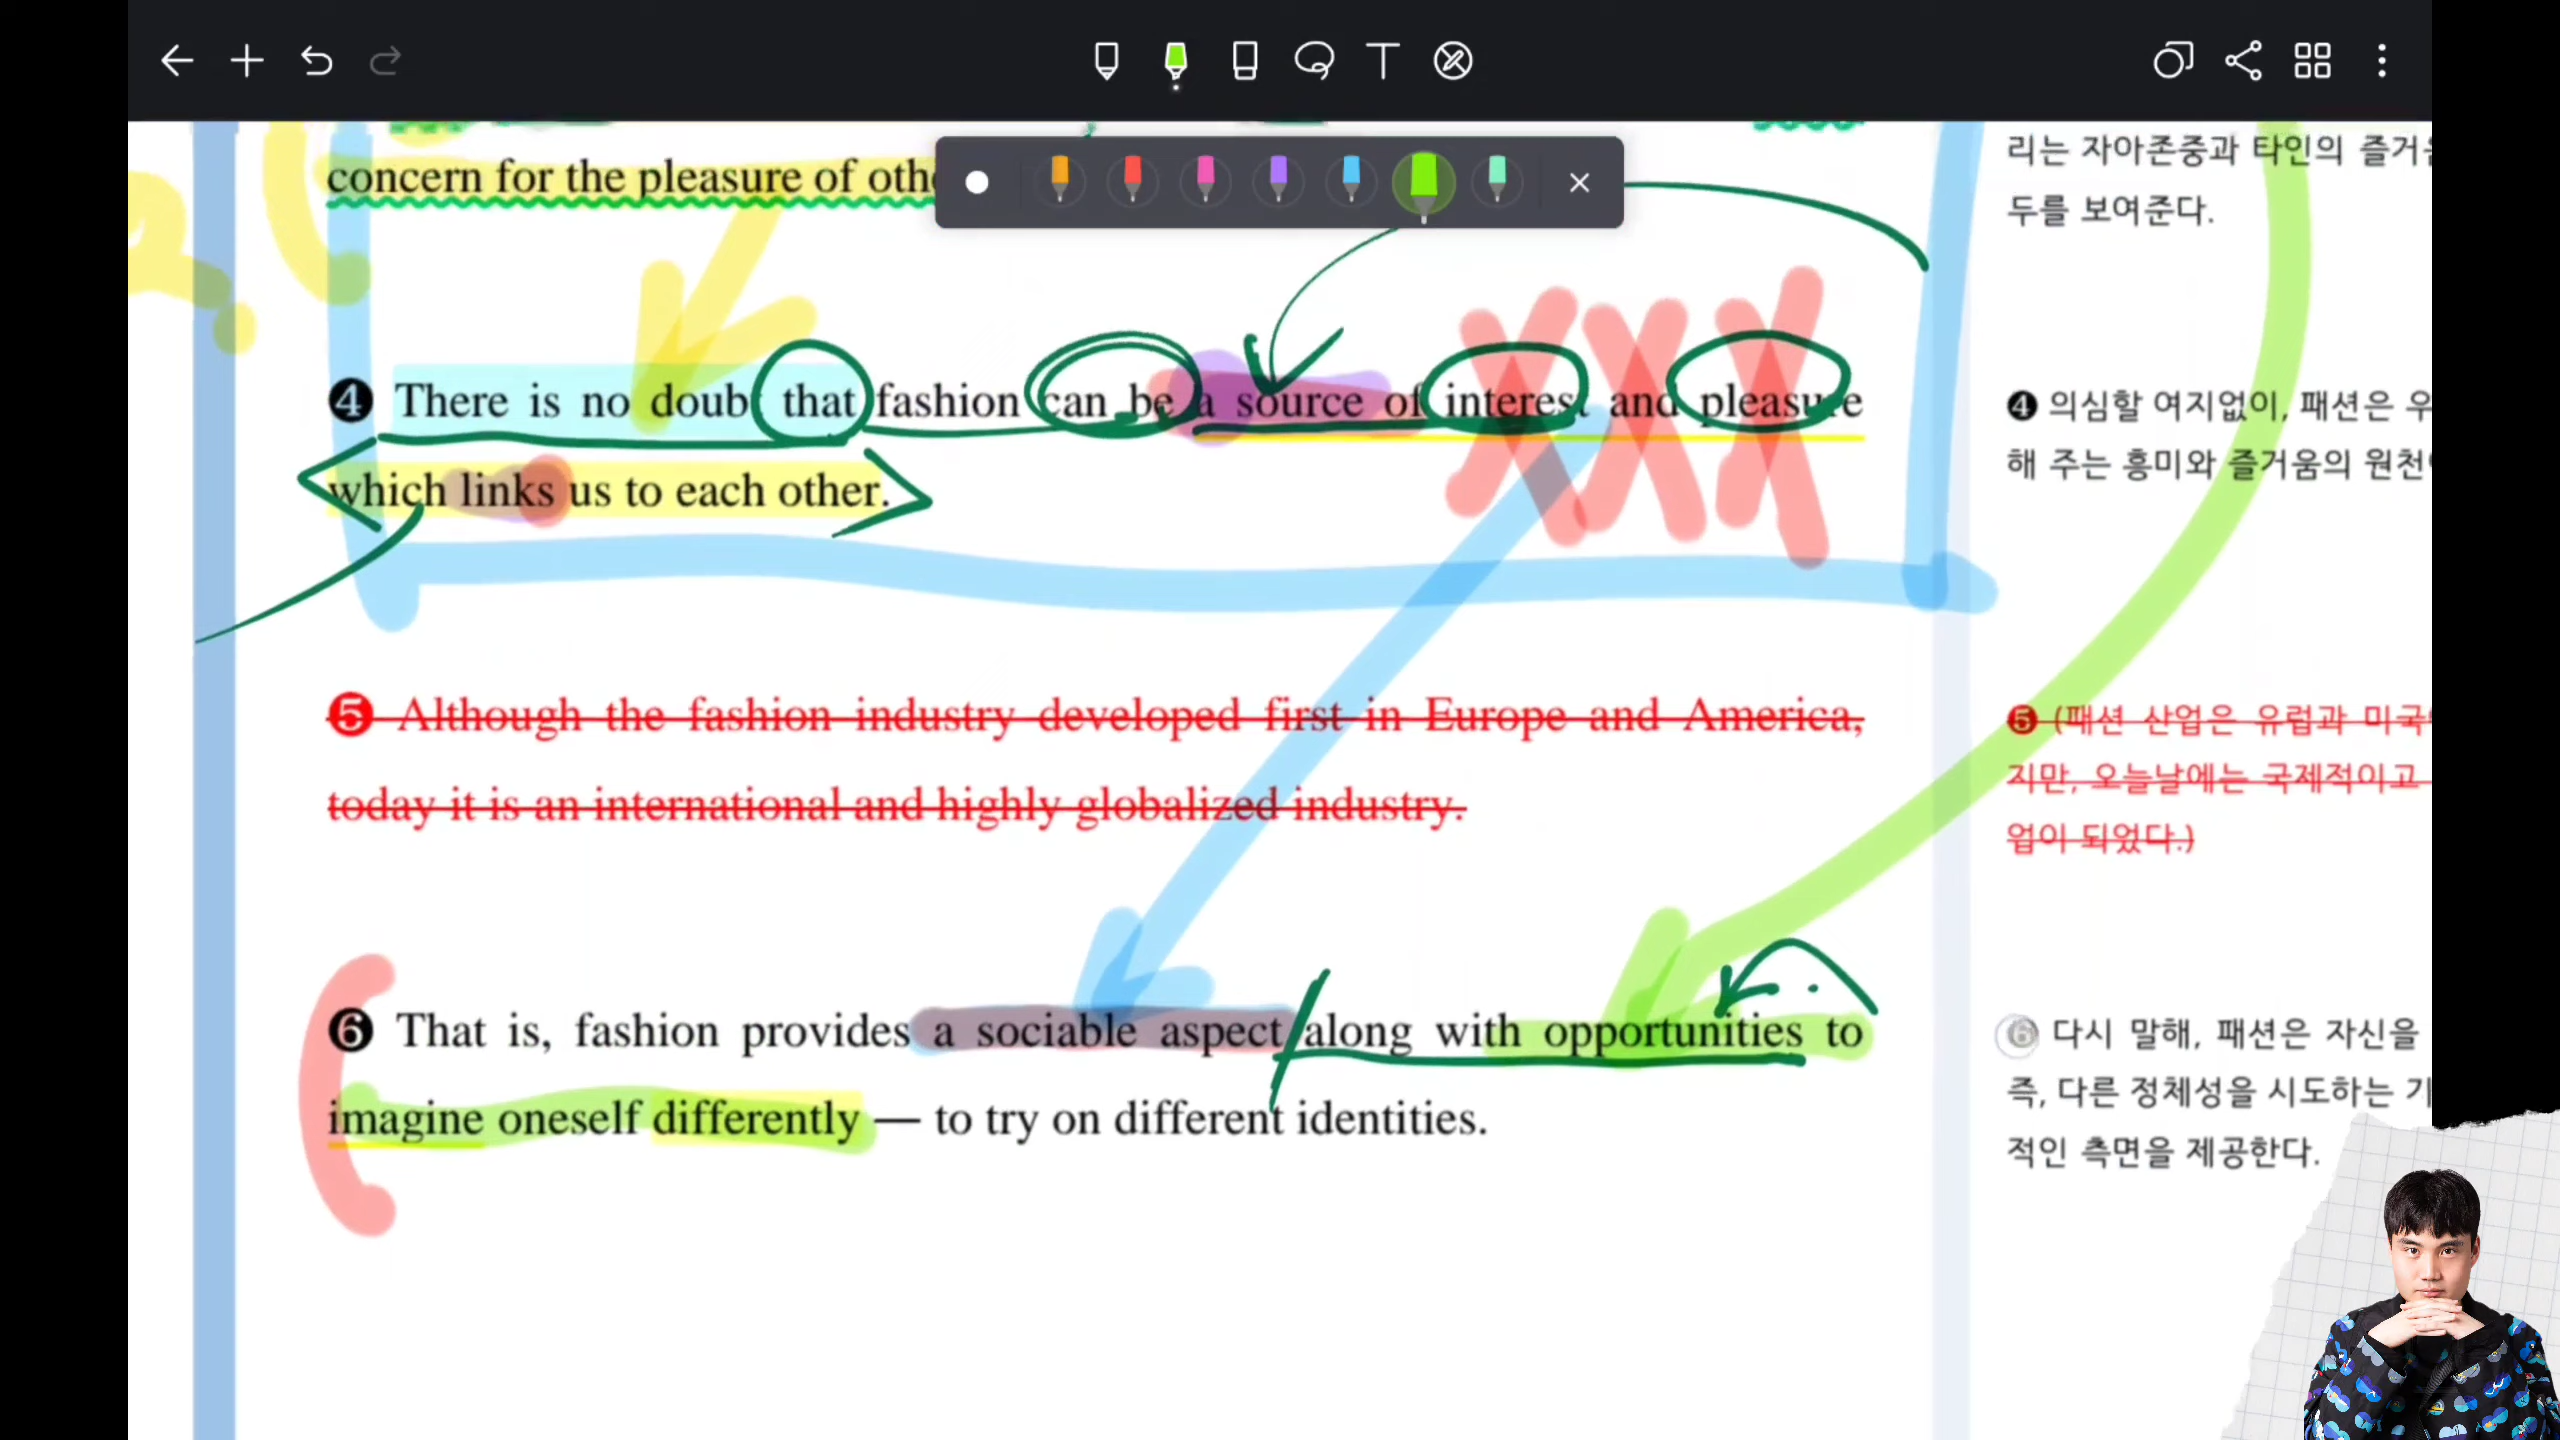 concern for the pleasure of oth
❹ There is no doubt that fashion can be a source of interest and pleasure
which links us to each other.
❺ Although the fashion industry developed first in Europe and America,
today it is an international and highly globalized industry.
❻ That is, fashion provides a sociable aspect along with opportunities to
imagine oneself differently — to try on different identities.
리는 자아존중과 타인의 즐거
두를 보여준다.
❹ 의심할 여지없이, 패션은 우
해 주는 흥미와 즐거움의 원천
❺ (패션 산업은 유럽과 미국
지만, 오늘날에는 국제적이고
업이 되었다.)
❻ 다시 말해, 패션은 자신을
즉, 다른 정체성을 시도하는 기
적인 측면을 제공한다.